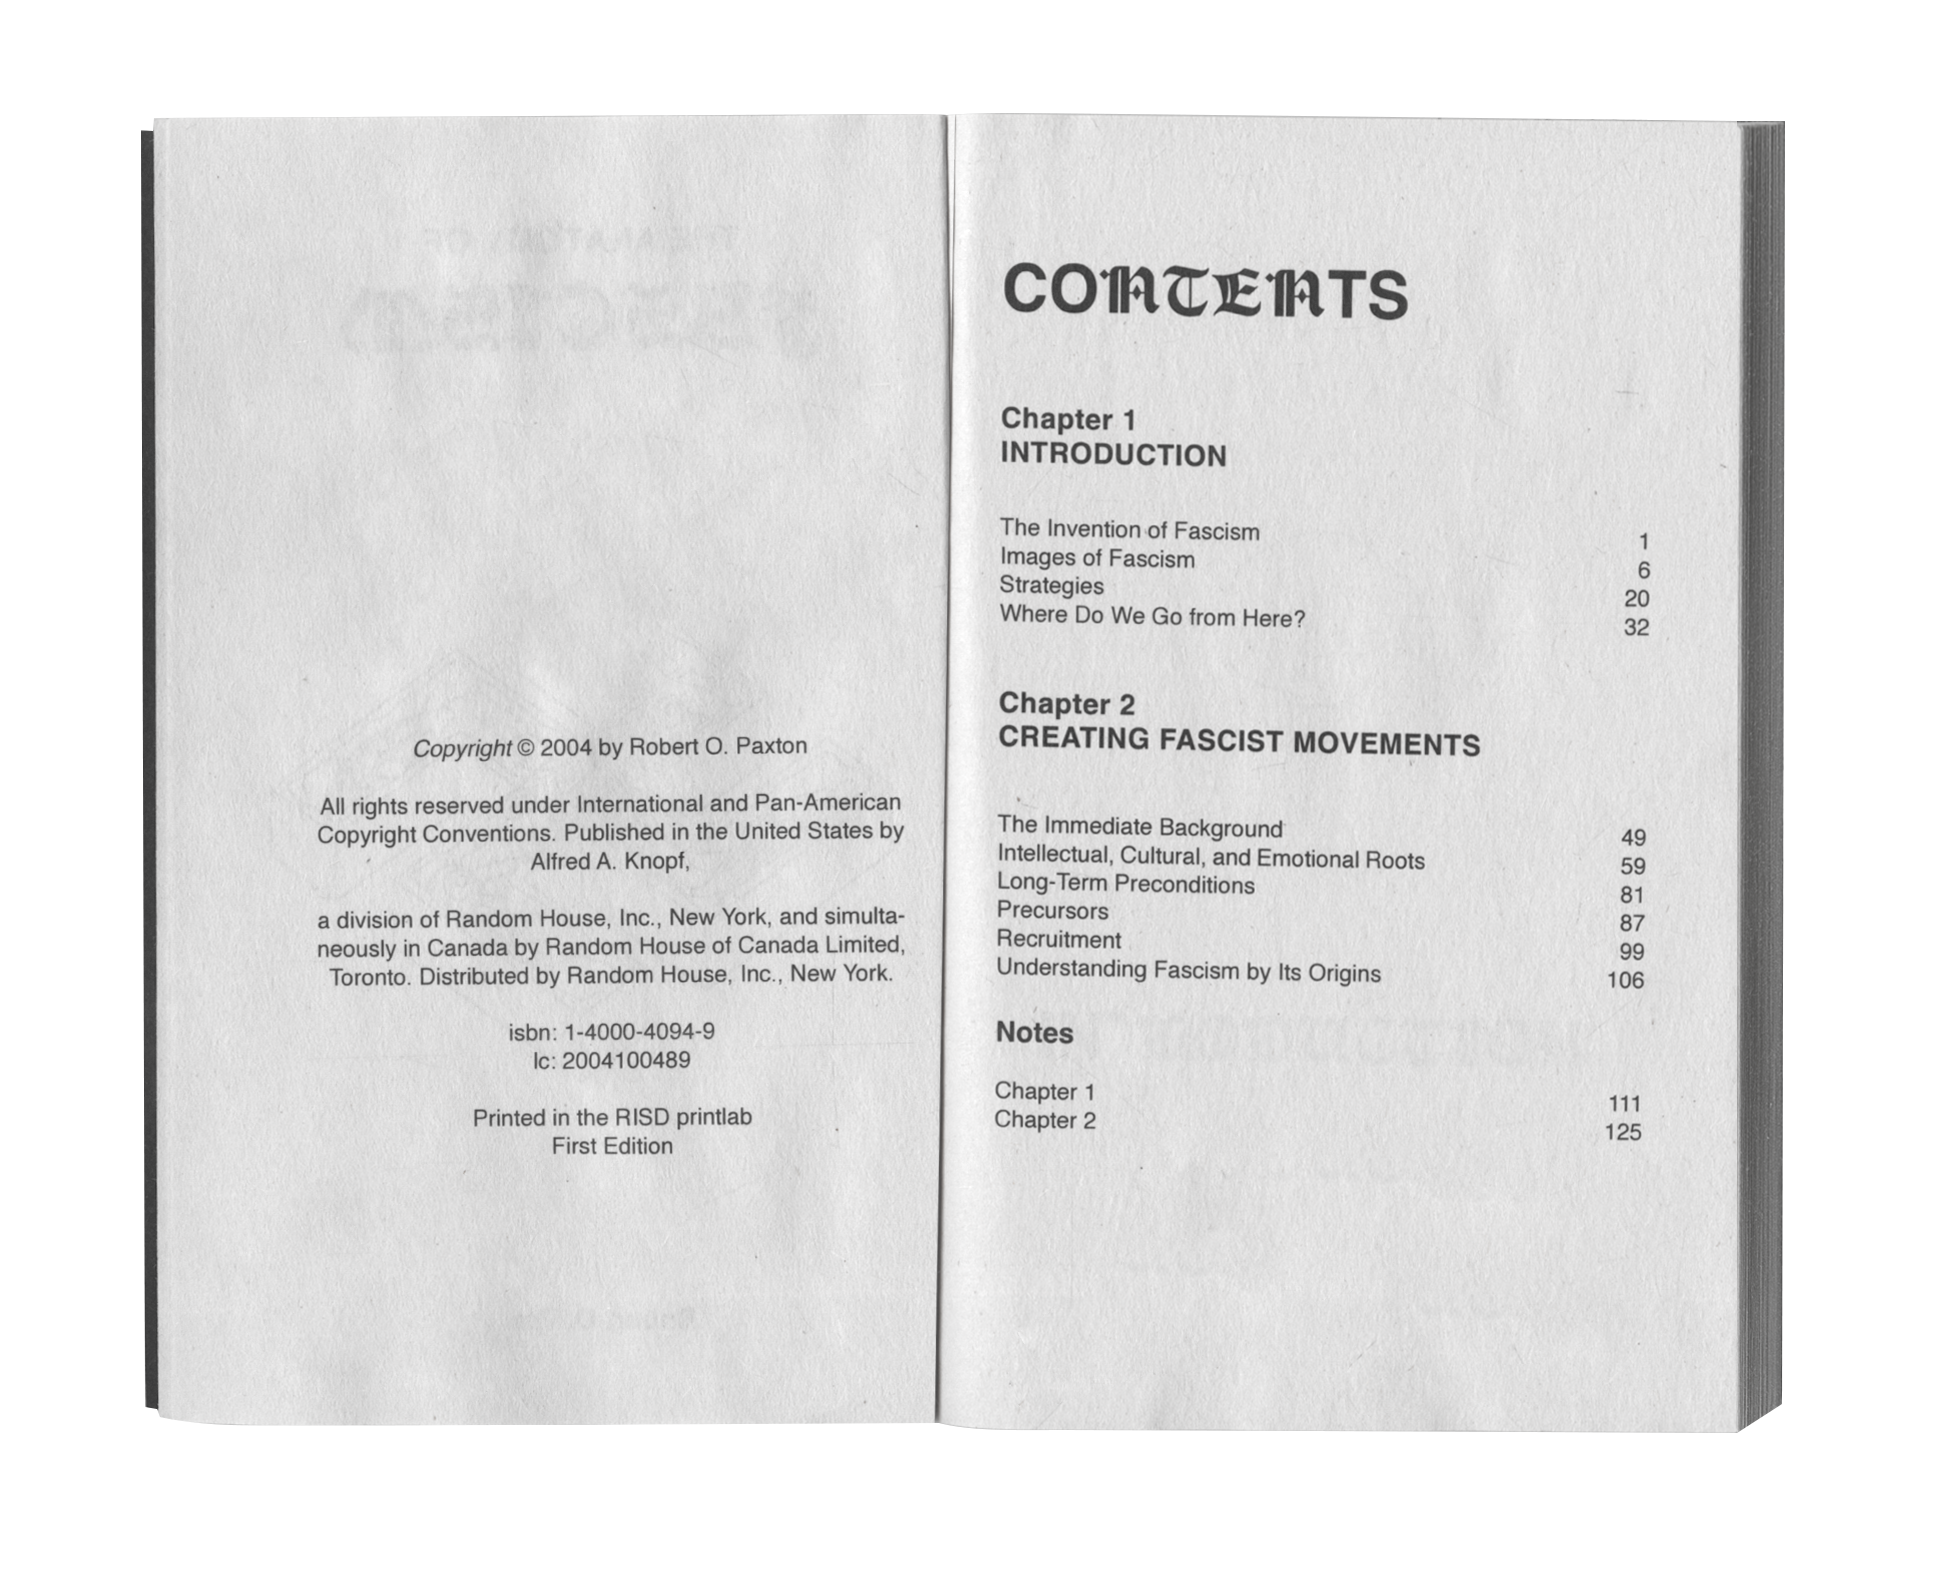 Copyright © 2004 by Robert O. Paxton
All rights reserved under International and Pan-American
Copyright Conventions. Published in the United States by
Alfred A. Knopf,
a division of Random House, Inc., New York, and simulta-
neously in Canada by Random House of Canada Limited,
Toronto. Distributed by Random House, Inc., New York.
isbn: 1-4000-4094-9
lc: 2004100489
Printed in the RISD printlab
First Edition
CONTENTS
Chapter 1
INTRODUCTION
The Invention of Fascism 1
Images of Fascism 6
Strategies 20
Where Do We Go from Here? 32
Chapter 2
CREATING FASCIST MOVEMENTS
The Immediate Background 49
Intellectual, Cultural, and Emotional Roots 59
Long-Term Preconditions 81
Precursors 87
Recruitment 99
Understanding Fascism by Its Origins 106
Notes
Chapter 1 111
Chapter 2 125